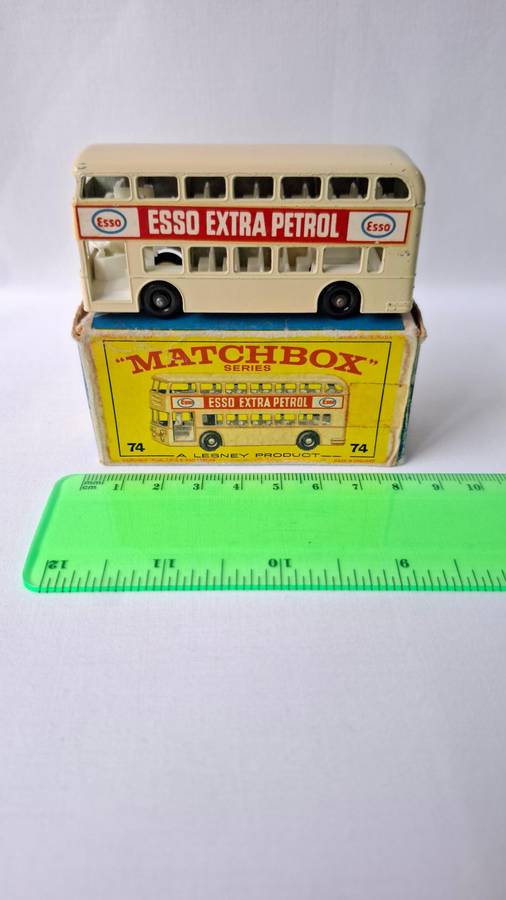 Esso ESSO EXTRA PETROL Esso
"MATCHBOX"
SERIES
Esso ESSO EXTRA PETROL Esso
74 A LESNEY PRODUCT 74
mm
cm 1 2 3 4 5 6 7 8 9 10
12 11 10 9